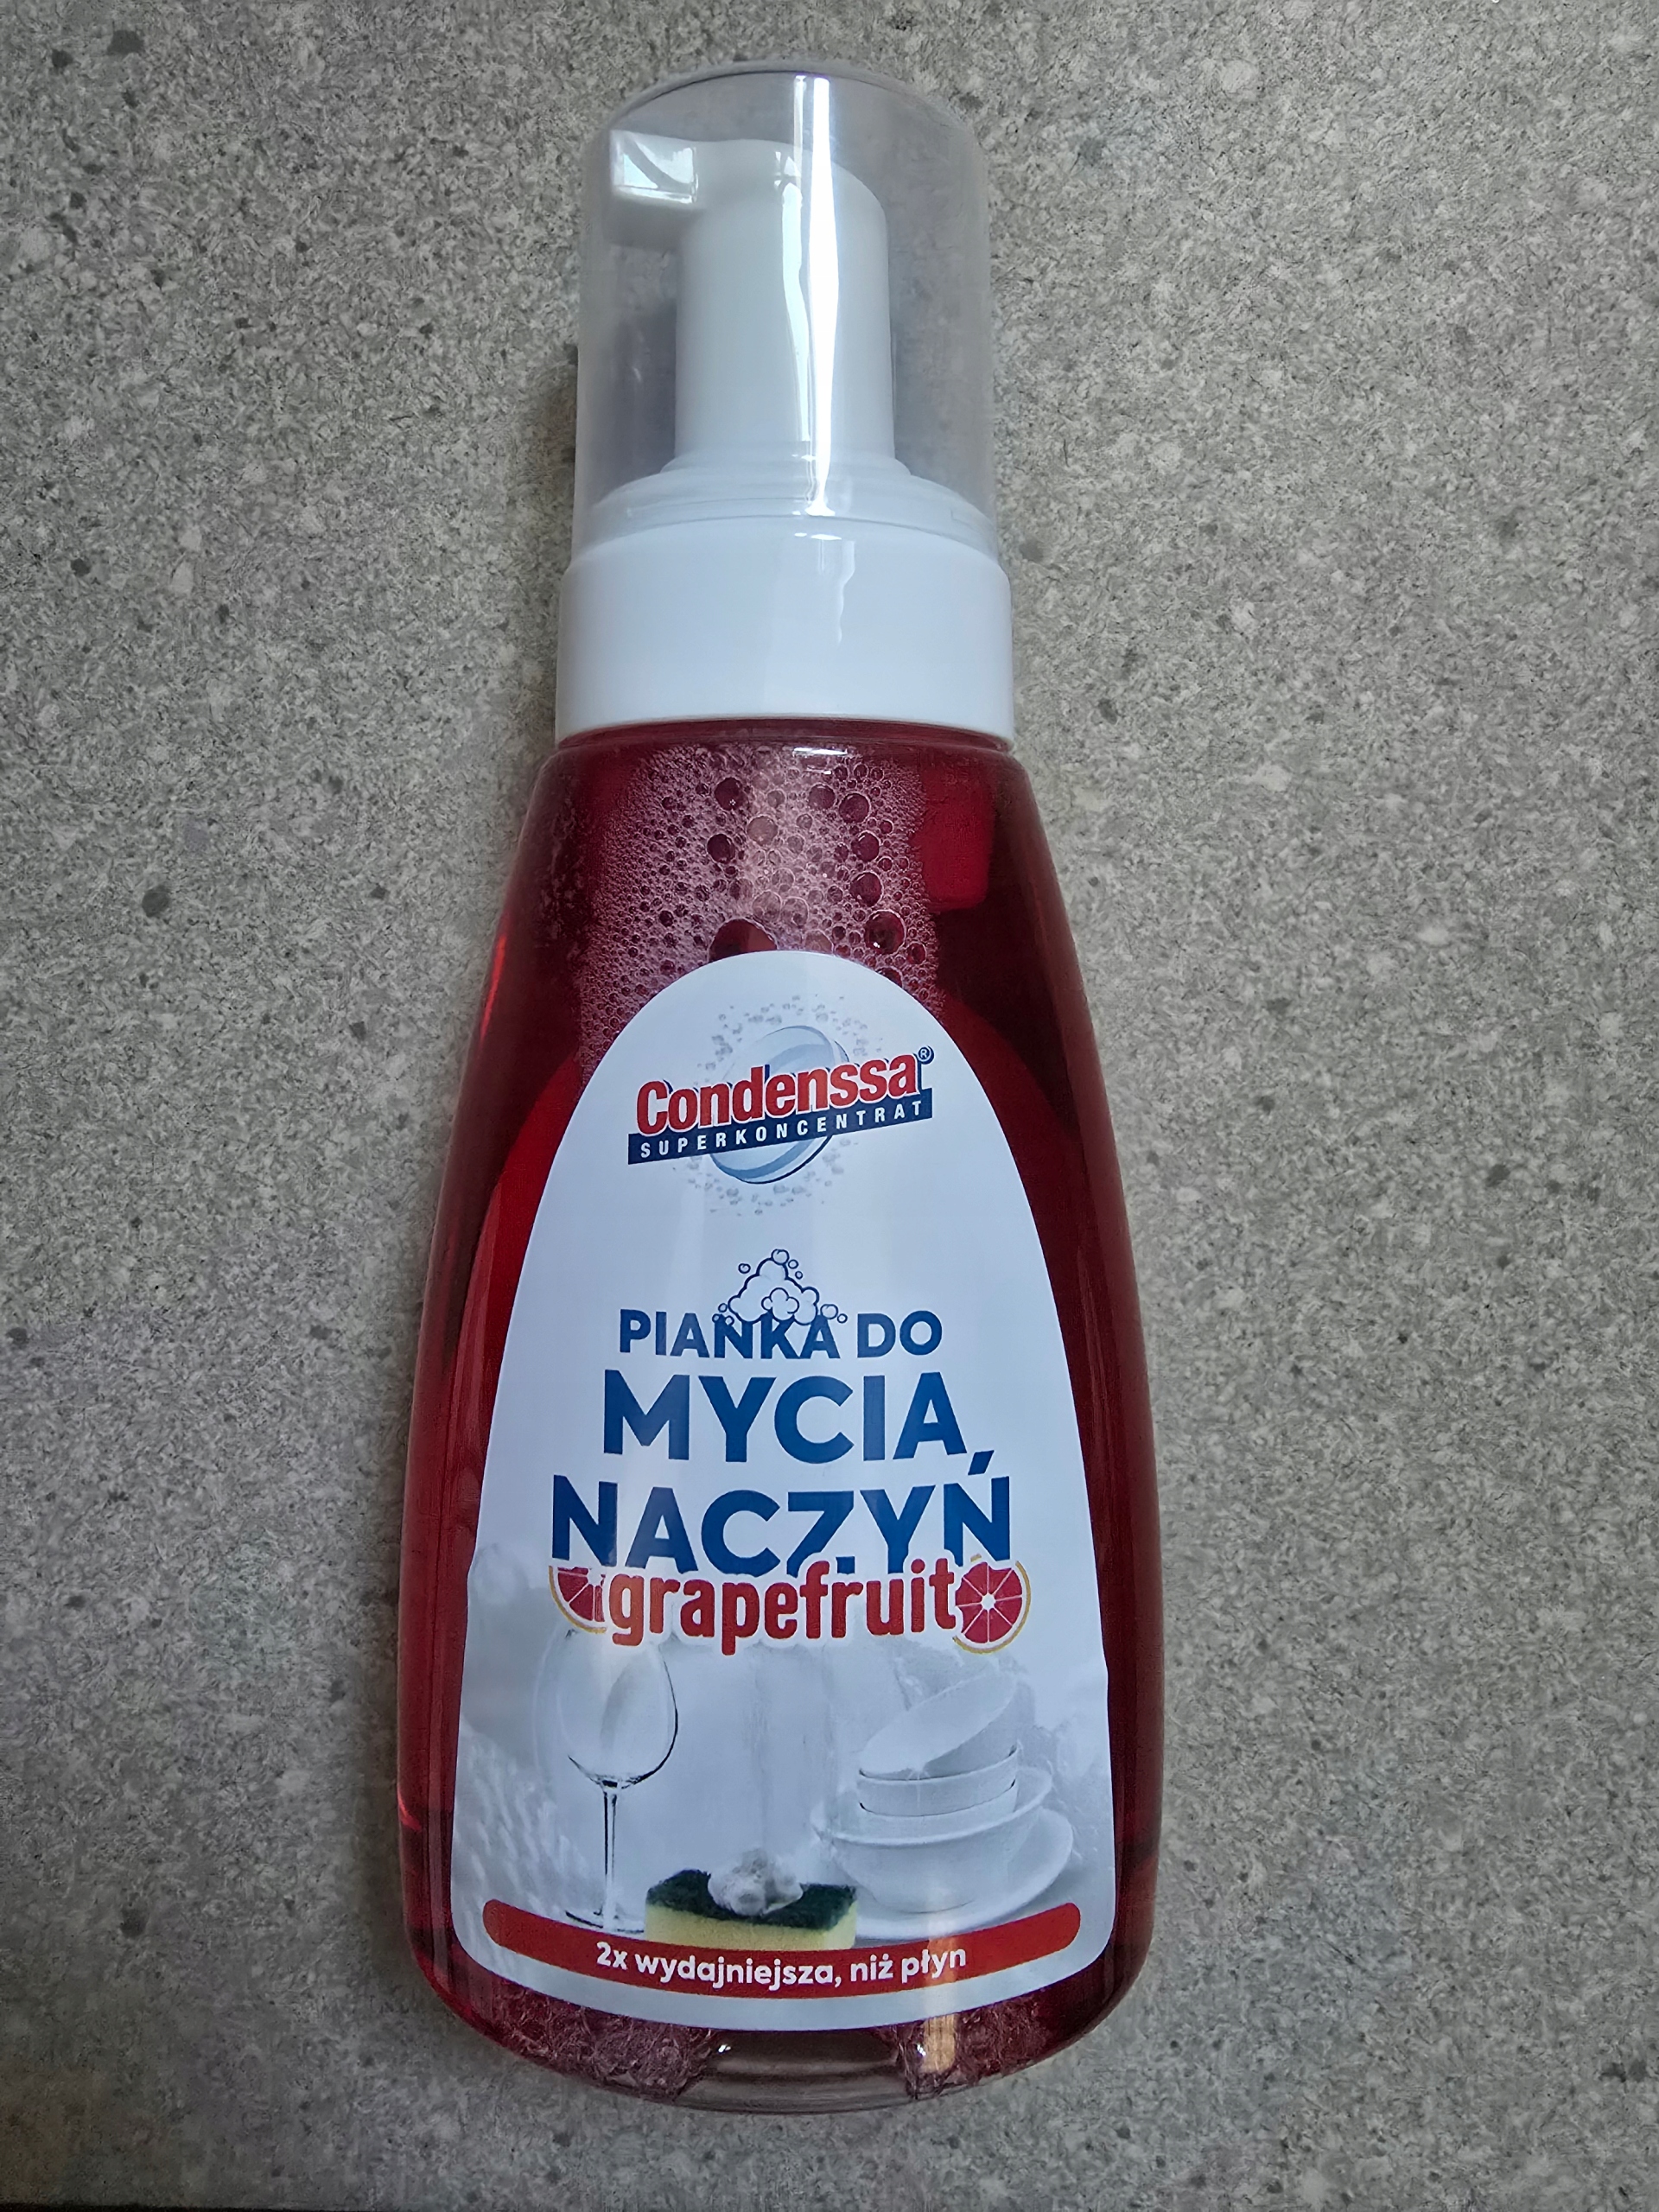 Condenssa®
SUPERKONCENTRAT
PIANKA DO
MYCIA
NACZYŃ
grapefruit
2x wydajniejsza, niż płyn